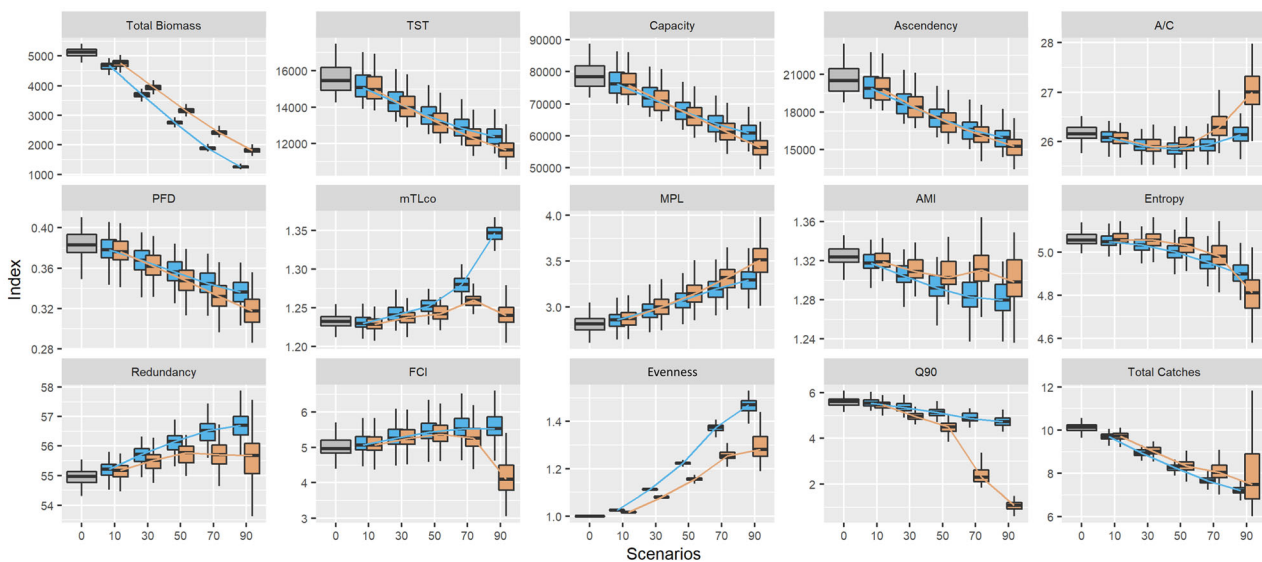 Total Biomass
TST
Capacity
Ascendency
A/C
5000
4000
3000
2000
1000
16000
14000
12000
90000
80000
70000
60000
50000
21000
18000
15000
28
27
26
PFD
mTLco
MPL
AMI
Entropy
0.40
0.36
0.32
0.28
1.35
1.30
1.25
1.20
4.0
3.5
3.0
1.36
1.32
1.28
1.24
5.0
4.8
4.6
Index
Redundancy
FCI
Evenness
Q90
Total Catches
58
57
56
55
54
6
5
4
3
1.4
1.2
1.0
6
4
2
12
10
8
6
0 10 30 50 70 90
0 10 30 50 70 90
0 10 30 50 70 90
0 10 30 50 70 90
0 10 30 50 70 90
Scenarios